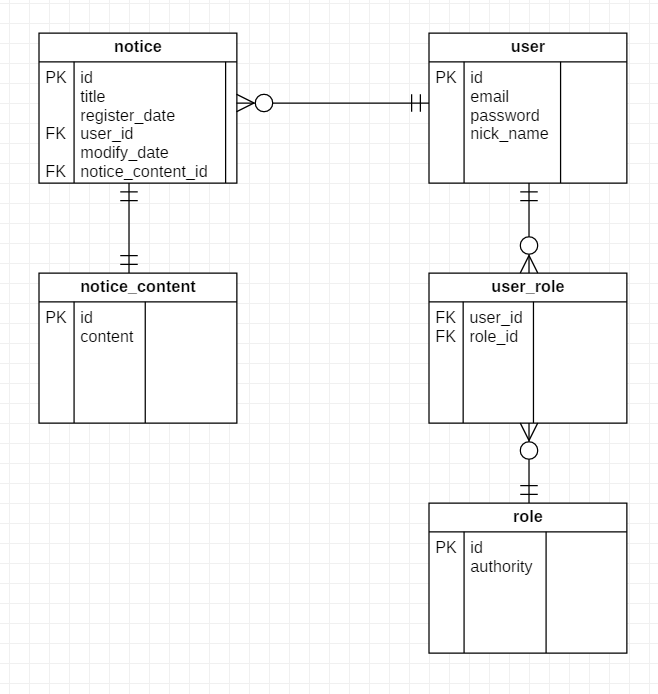 notice
PK id
title
register_date
FK user_id
modify_date
FK notice_content_id
user
PK id
email
password
nick_name
notice_content
PK id
content
user_role
FK user_id
FK role_id
role
PK id
authority